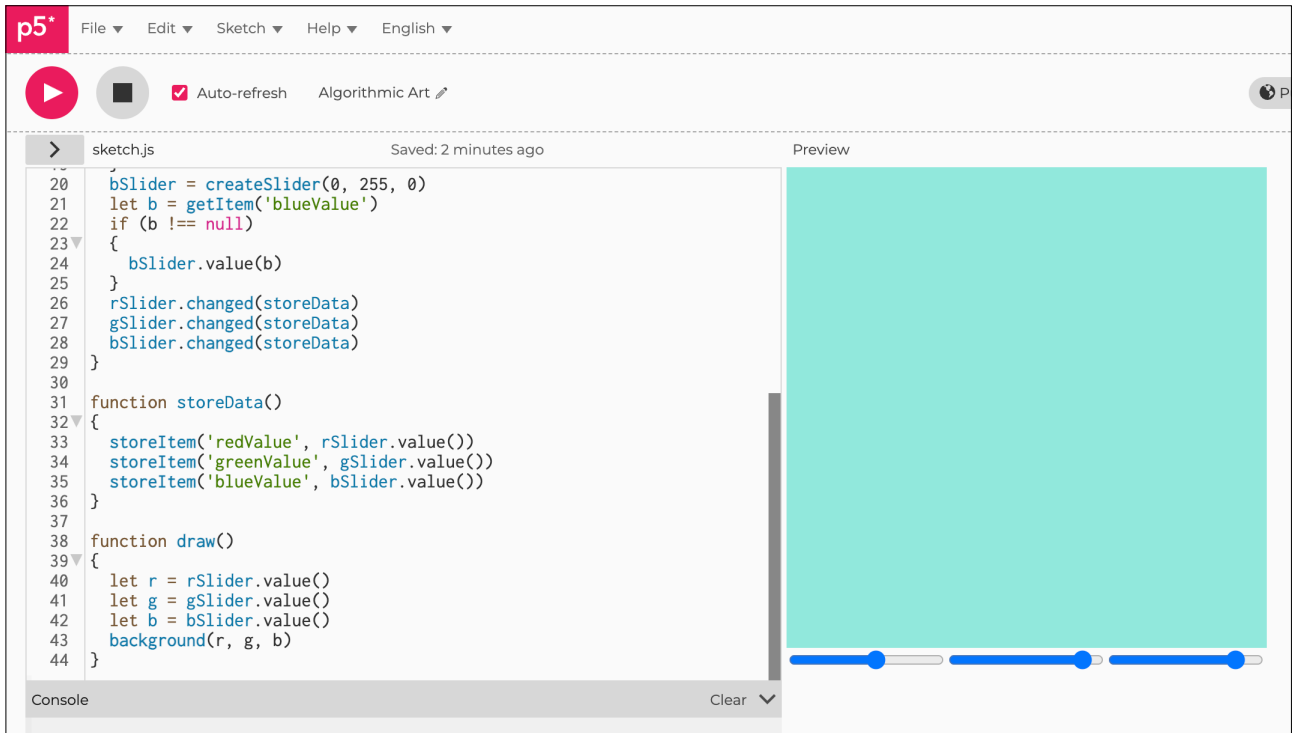 p5* File Edit Sketch Help English
Auto-refresh Algorithmic Art
P
sketch.js Saved: 2 minutes ago Preview
20 bSlider = createSlider(0, 255, 0)
21 let b = getItem('blueValue')
22 if (b !== null)
23 {
24 bSlider.value(b)
25 }
26 rSlider.changed(storeData)
27 gSlider.changed(storeData)
28 bSlider.changed(storeData)
29 }
30
31 function storeData()
32 {
33 storeItem('redValue', rSlider.value())
34 storeItem('greenValue', gSlider.value())
35 storeItem('blueValue', bSlider.value())
36 }
37
38 function draw()
39 {
40 let r = rSlider.value()
41 let g = gSlider.value()
42 let b = bSlider.value()
43 background(r, g, b)
44 }
Console Clear